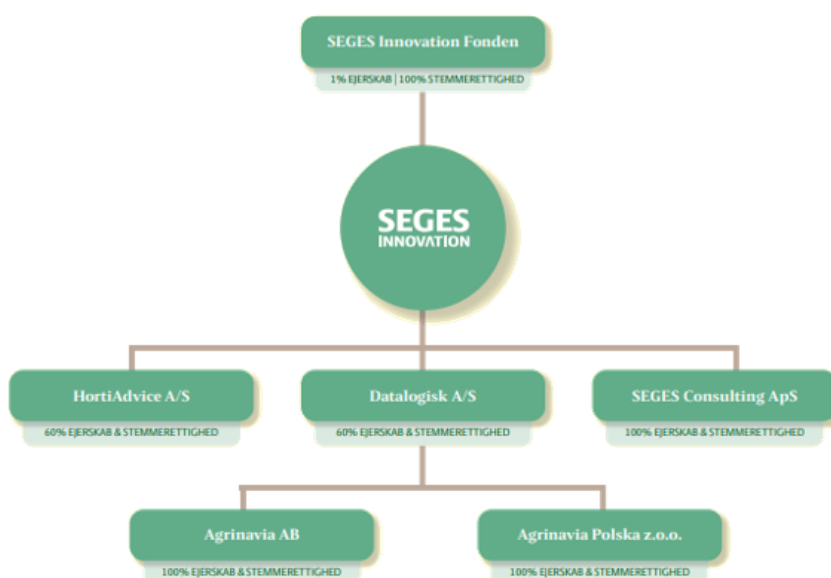 SEGES Innovation Fonden
1% EJERSKAB | 100% STEMMERETTIGHED
SEGES
INNOVATION
HortiAdvice A/S
60% EJERSKAB & STEMMERETTIGHED
Datalogisk A/S
60% EJERSKAB & STEMMERETTIGHED
SEGES Consulting ApS
100% EJERSKAB & STEMMERETTIGHED
Agrinavia AB
100% EJERSKAB & STEMMERETTIGHED
Agrinavia Polska z.o.o.
100% EJERSKAB & STEMMERETTIGHED